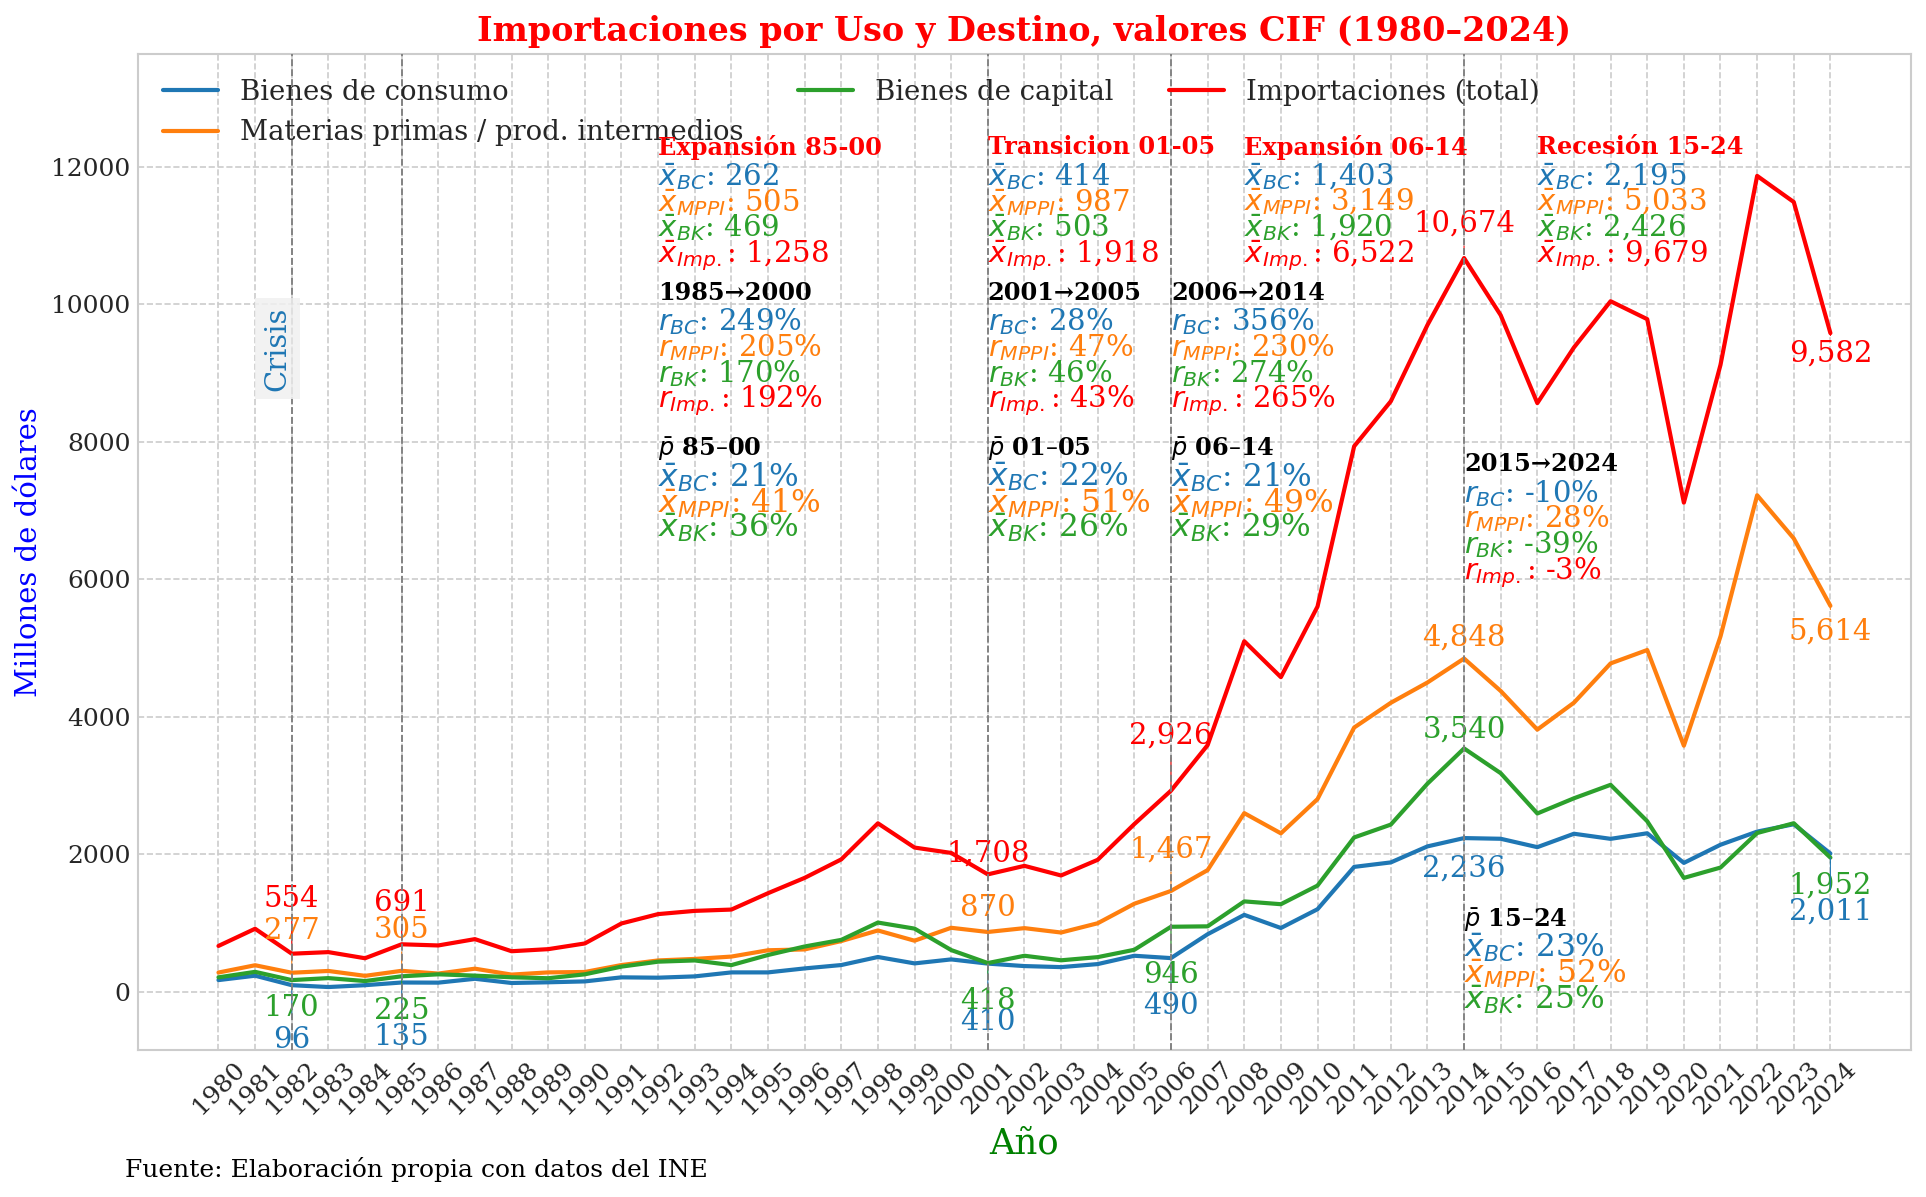 Importaciones por Uso y Destino, valores CIF (1980–2024)
Bienes de consumo
Materias primas / prod. intermedios
Bienes de capital
Importaciones (total)
Millones de dólares
12000
10000
8000
6000
4000
2000
0
Crisis
Expansión 85-00
x̄BC: 262
x̄MPPI: 505
x̄BK: 469
x̄Imp.: 1,258
1985→2000
rBC: 249%
rMPPI: 205%
rBK: 170%
rImp.: 192%
p̄ 85–00
x̄BC: 21%
x̄MPPI: 41%
x̄BK: 36%
Transicion 01-05
x̄BC: 414
x̄MPPI: 987
x̄BK: 503
x̄Imp.: 1,918
2001→2005
rBC: 28%
rMPPI: 47%
rBK: 46%
rImp.: 43%
p̄ 01–05
x̄BC: 22%
x̄MPPI: 51%
x̄BK: 26%
Expansión 06-14
x̄BC: 1,403
x̄MPPI: 3,149
x̄BK: 1,920
x̄Imp.: 6,522
2006→2014
rBC: 356%
rMPPI: 230%
rBK: 274%
rImp.: 265%
p̄ 06–14
x̄BC: 21%
x̄MPPI: 49%
x̄BK: 29%
Recesión 15-24
x̄BC: 2,195
x̄MPPI: 5,033
x̄BK: 2,426
x̄Imp.: 9,679
2015→2024
rBC: -10%
rMPPI: 28%
rBK: -39%
rImp.: -3%
p̄ 15–24
x̄BC: 23%
x̄MPPI: 52%
x̄BK: 25%
554
277
170
96
691
305
225
135
1,708
870
418
410
2,926
1,467
946
490
10,674
4,848
3,540
2,236
9,582
5,614
1,952
2,011
1980
1981
1982
1983
1984
1985
1986
1987
1988
1989
1990
1991
1992
1993
1994
1995
1996
1997
1998
1999
2000
2001
2002
2003
2004
2005
2006
2007
2008
2009
2010
2011
2012
2013
2014
2015
2016
2017
2018
2019
2020
2021
2022
2023
2024
Año
Fuente: Elaboración propia con datos del INE